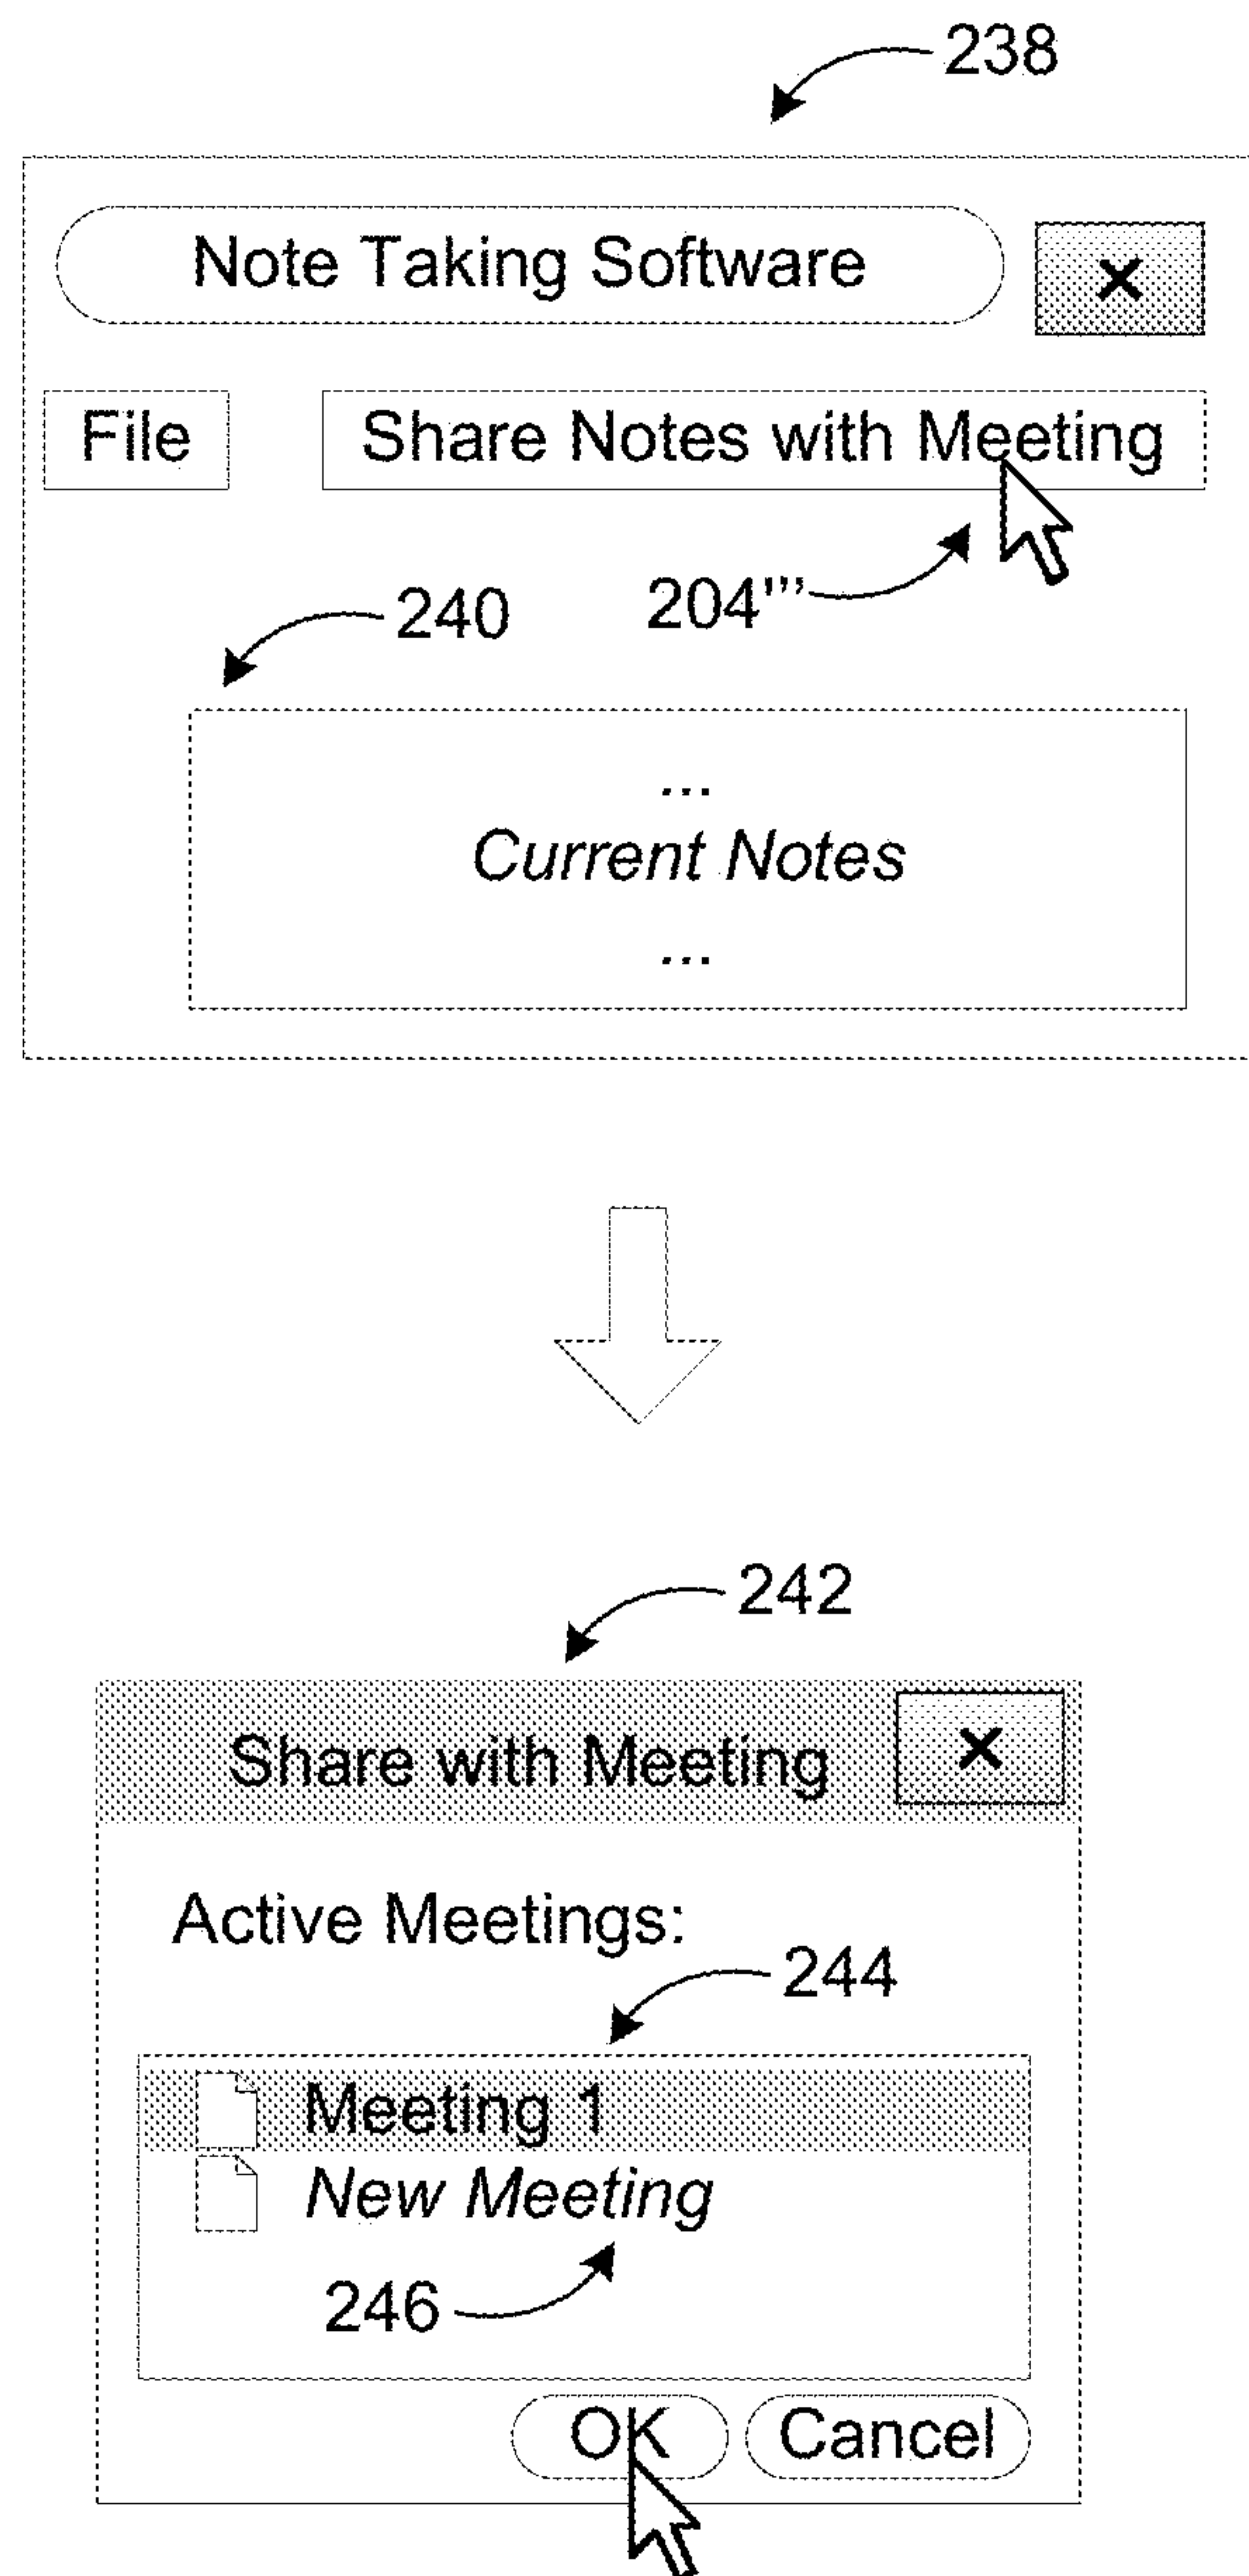 238
Note Taking Software
×
File
Share Notes with Meeting
204'''
240
...
Current Notes
...
242
Share with Meeting
×
Active Meetings:
244
Meeting 1
New Meeting
246
OK
Cancel